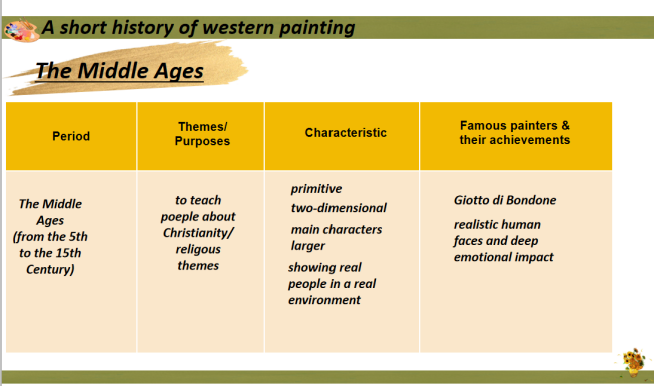 A short history of western painting
The Middle Ages
Period
Themes/
Purposes
Characteristic
Famous painters &
their achievements
The Middle
Ages
(from the 5th
to the 15th
Century)
to teach
poeple about
Christianity/
religous
themes
primitive
two-dimensional
main characters
larger
showing real
people in a real
environment
Giotto di Bondone
realistic human
faces and deep
emotional impact